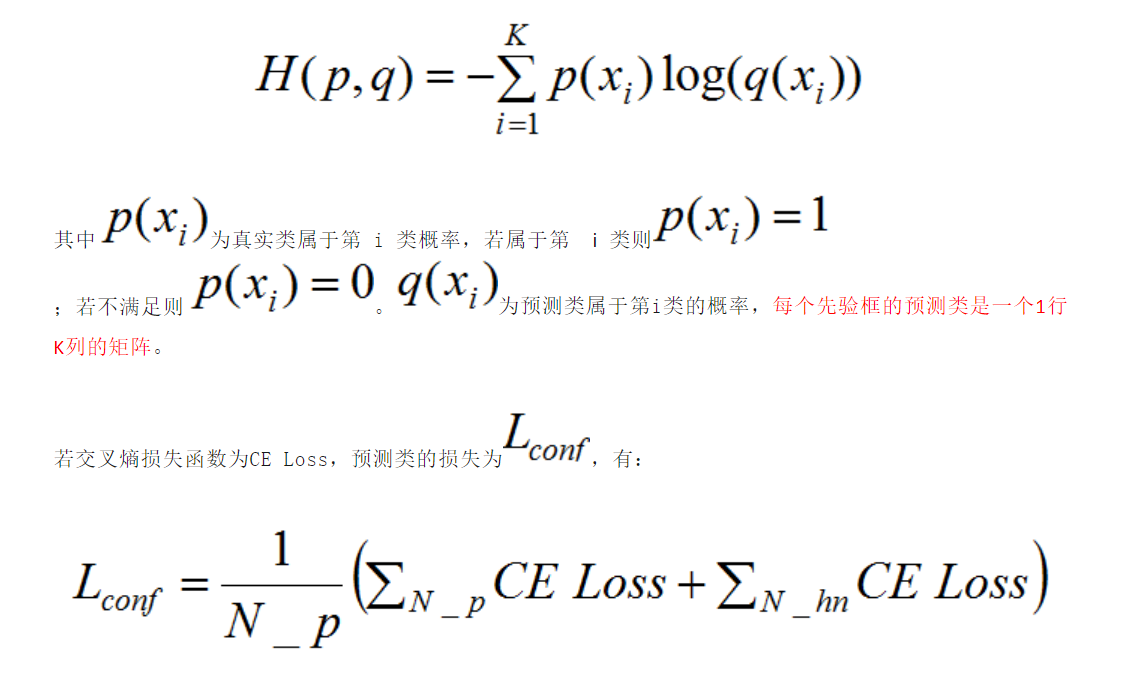 H(p,q) = -∑_{i=1}^{K} p(x_i) log(q(x_i))
其中 p(x_i) 为真实类属于第 i 类概率，若属于第 i 类则 p(x_i) = 1
；若不满足则 p(x_i) = 0 。 q(x_i) 为预测类属于第i类的概率，每个先验框的预测类是一个1行
K列的矩阵。
若交叉熵损失函数为CE Loss，预测类的损失为 L_{conf} ，有：
L_{conf} = \frac{1}{N\_p} (∑_{N\_p} CE Loss + ∑_{N\_hn} CE Loss)